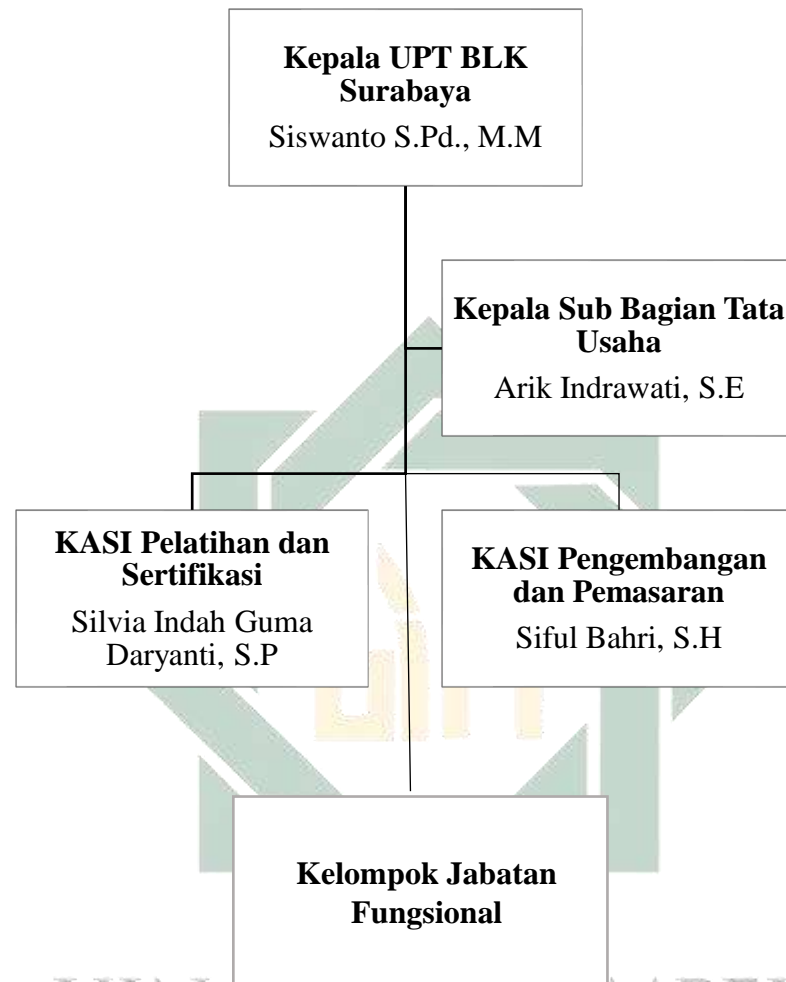 Kepala UPT BLK
Surabaya
Siswanto S.Pd., M.M
Kepala Sub Bagian Tata
Usaha
Arik Indrawati, S.E
KASI Pelatihan dan
Sertifikasi
Silvia Indah Guma
Daryanti, S.P
KASI Pengembangan
dan Pemasaran
Siful Bahri, S.H
Kelompok Jabatan
Fungsional